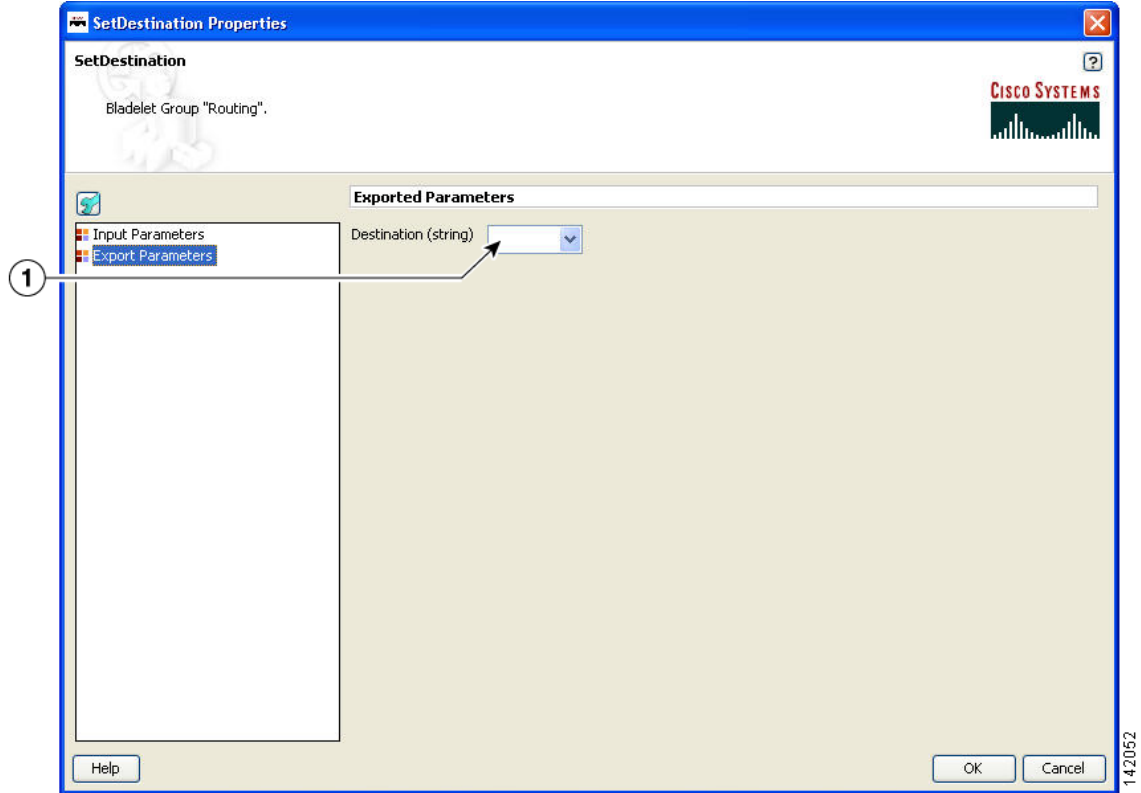 SetDestination Properties
SetDestination
Bladelet Group "Routing".
CISCO SYSTEMS
Exported Parameters
Input Parameters
Export Parameters
Destination (string)
1
Help
OK
Cancel
142052
?